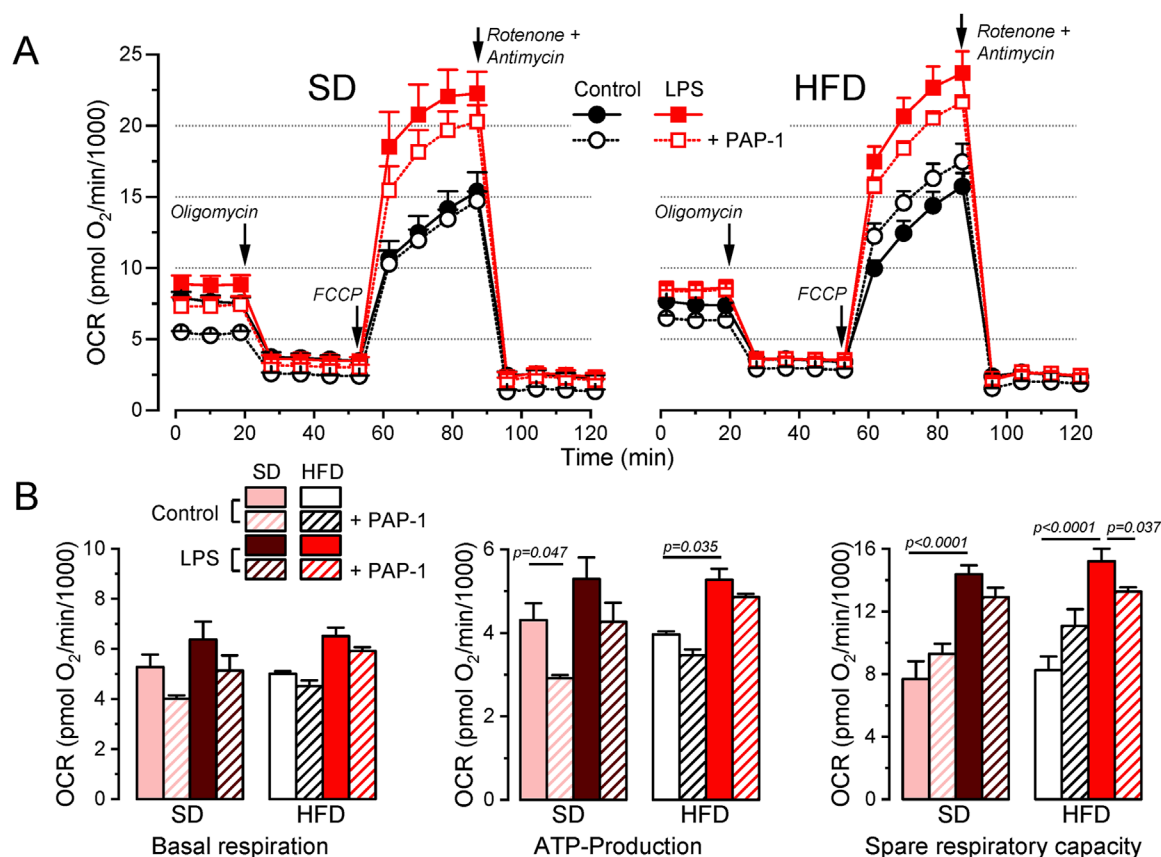 A
SD
HFD
Rotenone +
Antimycin
Rotenone +
Antimycin
Control
LPS
+ PAP-1
Oligomycin
FCCP
Oligomycin
FCCP
OCR (pmol O2/min/1000)
25
20
15
10
5
0
0 20 40 60 80 100 120
0 20 40 60 80 100 120
Time (min)
B
SD HFD
Control
+ PAP-1
LPS
+ PAP-1
OCR (pmol O2/min/1000)
10
8
6
4
2
0
SD HFD
Basal respiration
OCR (pmol O2/min/1000)
6
4
2
0
p=0.047
p=0.035
SD HFD
ATP-Production
OCR (pmol O2/min/1000)
16
12
8
4
0
p<0.0001
p<0.0001
p=0.037
SD HFD
Spare respiratory capacity